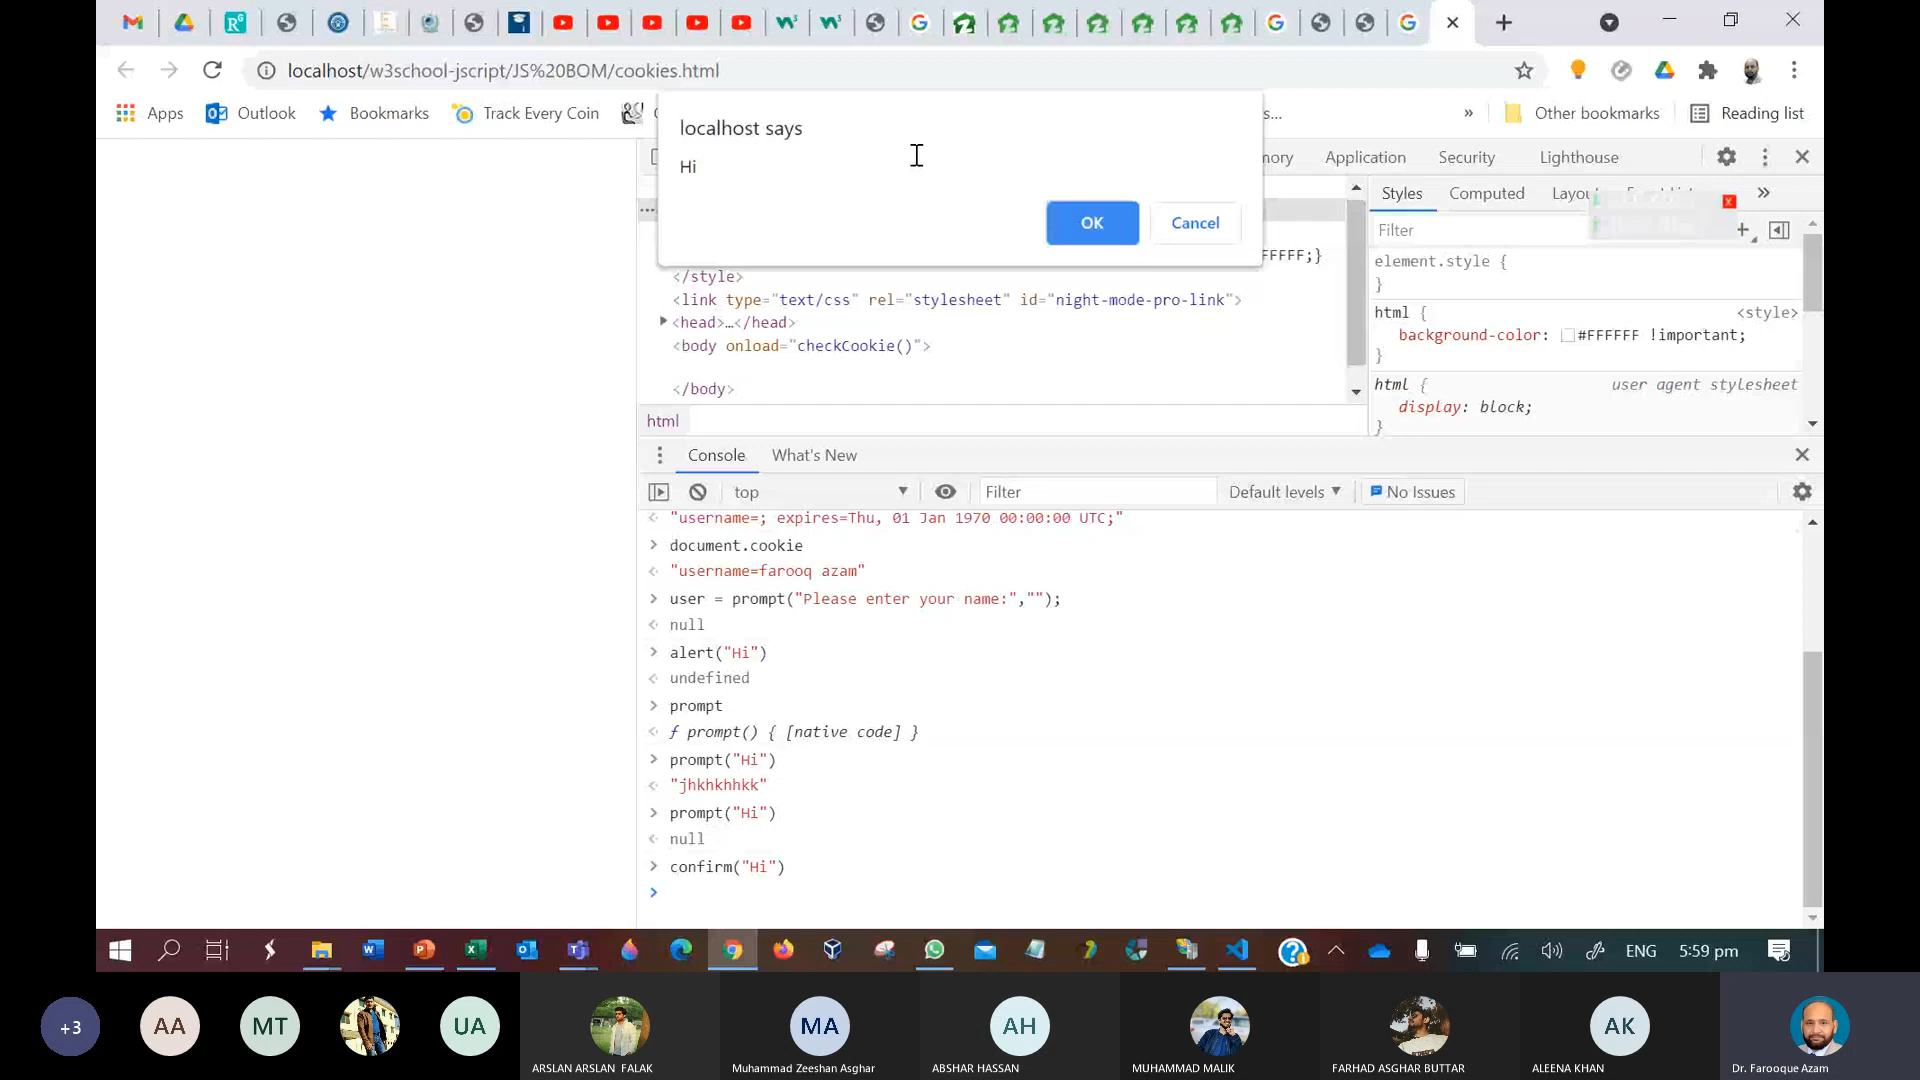 localhost/w3school-jscript/JS%20BOM/cookies.html
Apps
Outlook
Bookmarks
Track Every Coin
s...
»
Other bookmarks
Reading list
localhost says
Hi
OK
Cancel
Application
Security
Lighthouse
Styles
Computed
»
Filter
FFFFF;}
</style>
<link type="text/css" rel="stylesheet" id="night-mode-pro-link">
<head>…</head>
<body onload="checkCookie()">
</body>
html
element.style {
}
html {
<style>
background-color: #FFFFFF !important;
}
html {
user agent stylesheet
display: block;
}
Console
What's New
top
Filter
Default levels
No Issues
"username=; expires=Thu, 01 Jan 1970 00:00:00 UTC;"
> document.cookie
"username=farooq azam"
> user = prompt("Please enter your name:","");
null
> alert("Hi")
undefined
> prompt
ƒ prompt() { [native code] }
> prompt("Hi")
"jhkhkhhkk"
> prompt("Hi")
null
> confirm("Hi")
>
ENG
5:59 pm
+3
AA
MT
UA
ARSLAN ARSLAN FALAK
MA
Muhammad Zeeshan Asghar
AH
ABSHAR HASSAN
MUHAMMAD MALIK
FARHAD ASGHAR BUTTAR
AK
ALEENA KHAN
Dr. Farooque Azam